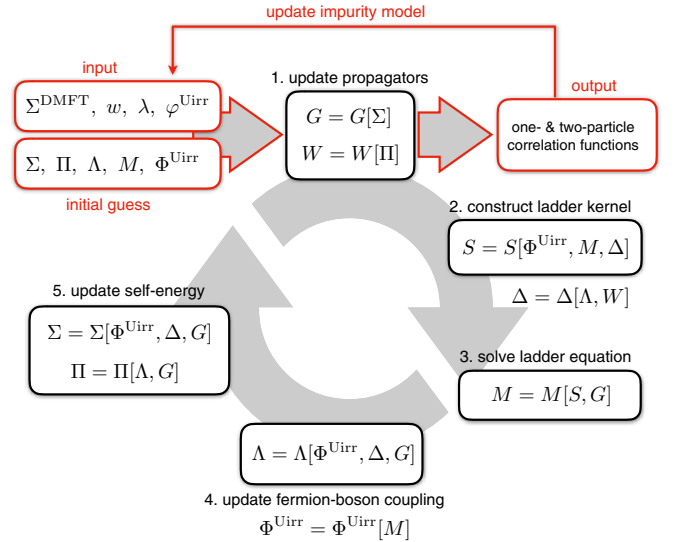 update impurity model
input
Σ^DMFT, w, λ, φ^Uirr
Σ, Π, Λ, M, Φ^Uirr
initial guess
1. update propagators
G = G[Σ]
W = W[Π]
output
one- & two-particle
correlation functions
2. construct ladder kernel
S = S[Φ^Uirr, M, Δ]
Δ = Δ[Λ, W]
3. solve ladder equation
M = M[S, G]
Λ = Λ[Φ^Uirr, Δ, G]
4. update fermion-boson coupling
Φ^Uirr = Φ^Uirr[M]
5. update self-energy
Σ = Σ[Φ^Uirr, Δ, G]
Π = Π[Λ, G]